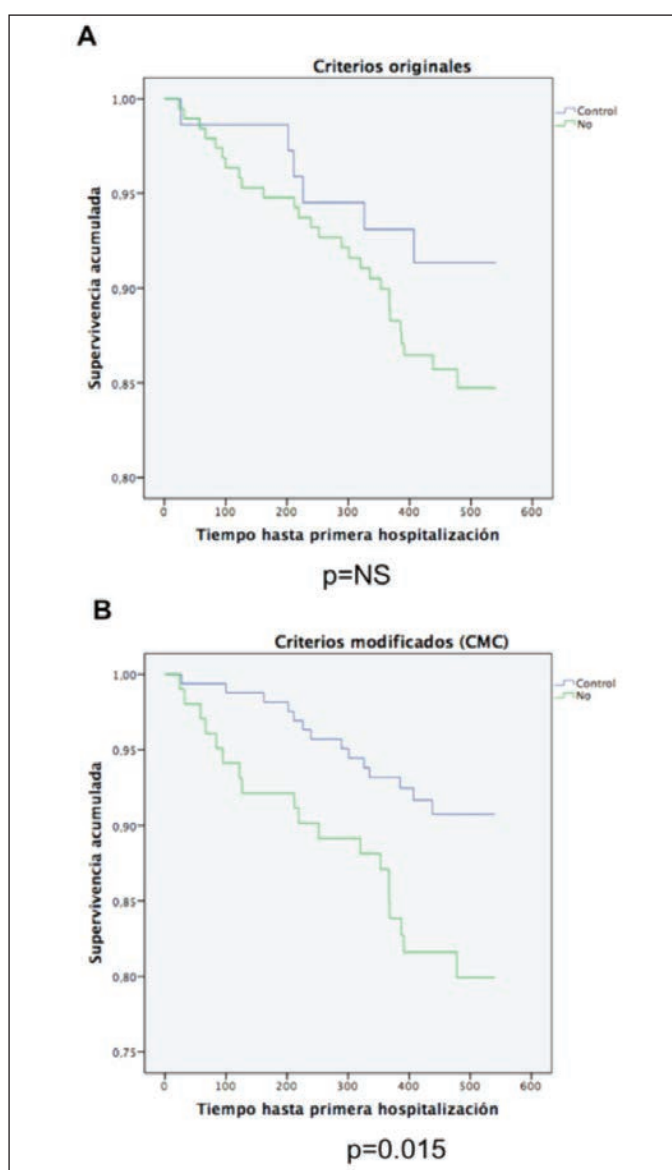 A
Criterios originales
Control
No
1,00
0,95
0,90
0,85
0,80
Supervivencia acumulada
0 100 200 300 400 500 600
Tiempo hasta primera hospitalización
p=NS
B
Criterios modificados (CMC)
Control
No
1,00
0,95
0,90
0,85
0,80
0,75
Supervivencia acumulada
0 100 200 300 400 500 600
Tiempo hasta primera hospitalización
p=0.015